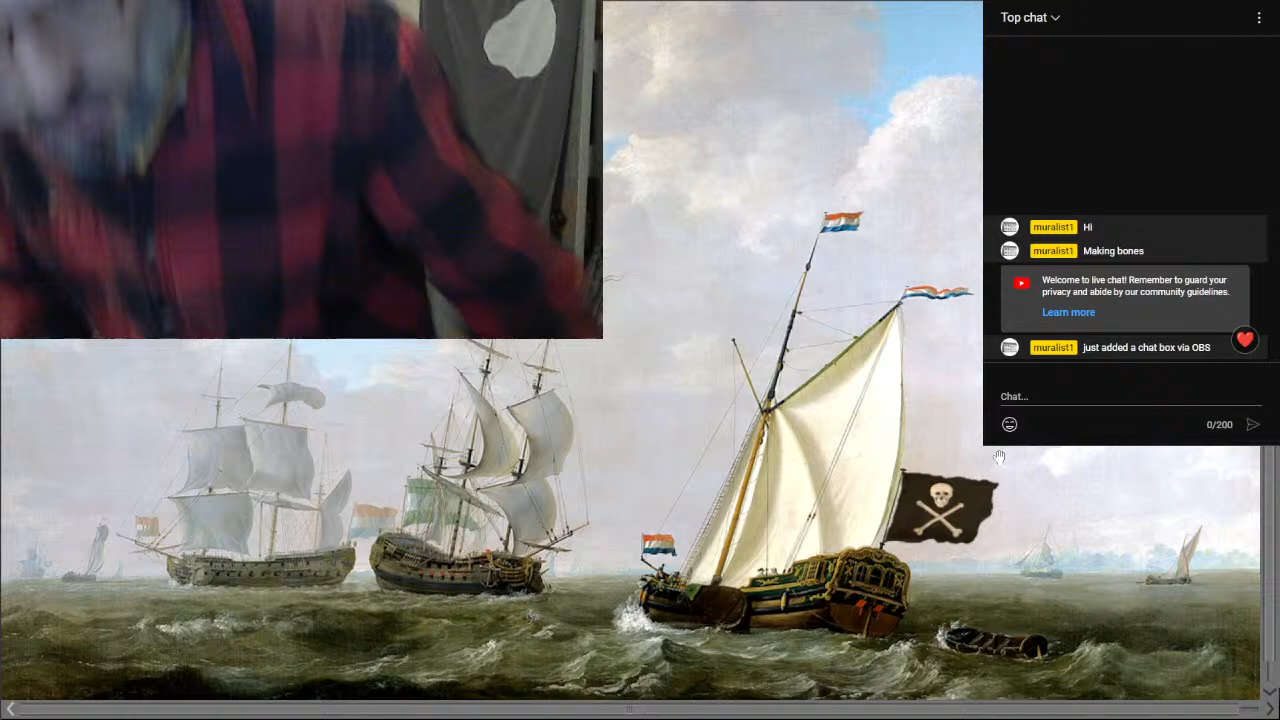 Top chat
muralist1 Hi
muralist1 Making bones
Welcome to live chat! Remember to guard your
privacy and abide by our community guidelines.
Learn more
muralist1 just added a chat box via OBS
Chat...
0/200